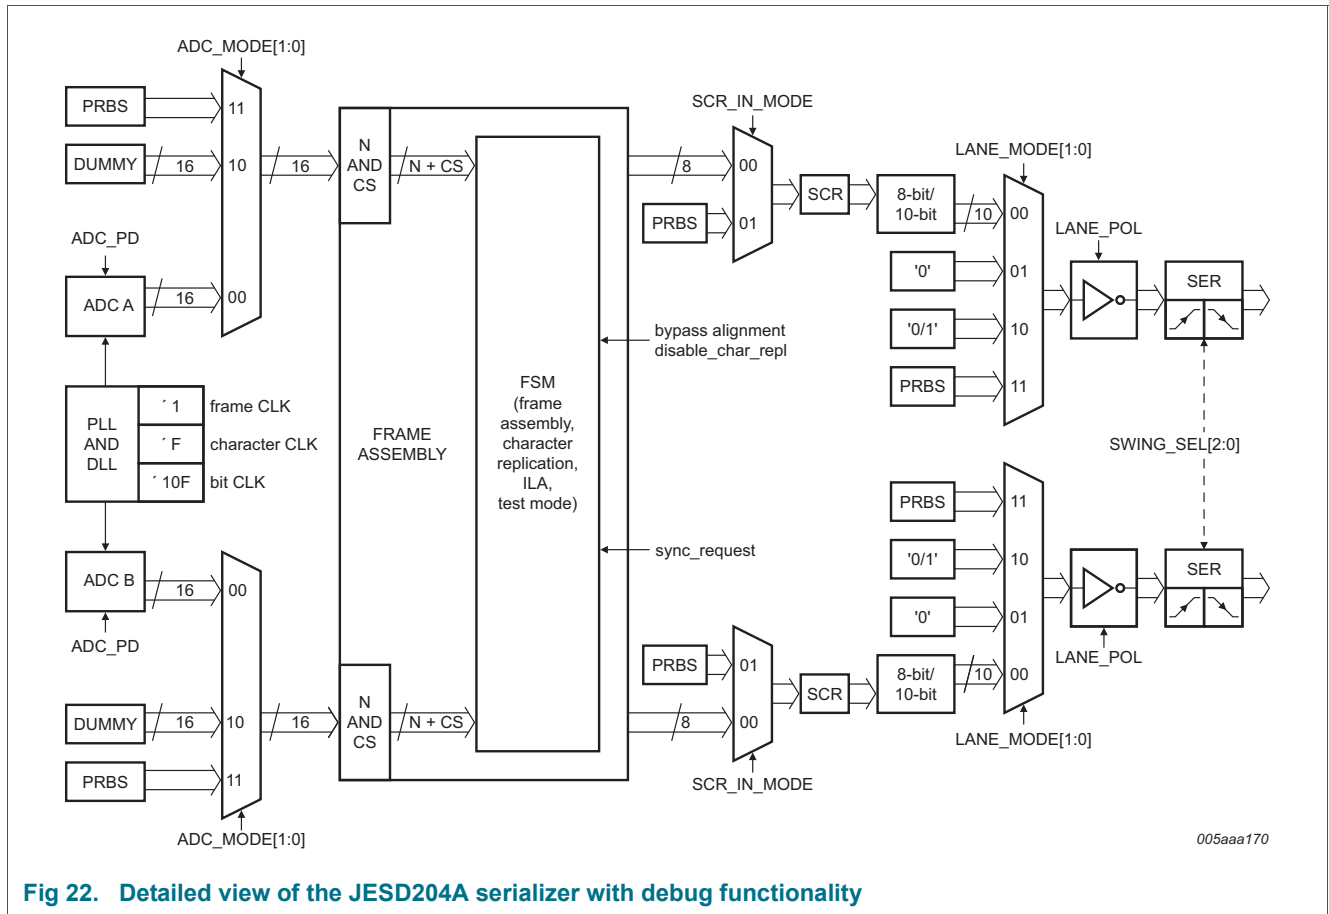 ADC_MODE[1:0]
PRBS
11
DUMMY
16
10
16
ADC_PD
ADC A
16
00
N
AND
CS
N + CS
PLL
AND
DLL
´ 1
frame CLK
´ F
character CLK
´ 10F
bit CLK
FRAME
ASSEMBLY
FSM
(frame
assembly,
character
replication,
ILA,
test mode)
bypass alignment
disable_char_repl
sync_request
SCR_IN_MODE
8
00
PRBS
01
SCR
8-bit/
10-bit
10
LANE_MODE[1:0]
00
'0'
01
'0/1'
10
PRBS
11
LANE_POL
SER
SWING_SEL[2:0]
ADC B
16
00
ADC_PD
DUMMY
16
10
16
PRBS
11
ADC_MODE[1:0]
N
AND
CS
N + CS
PRBS
01
8
00
SCR_IN_MODE
SCR
PRBS
11
'0/1'
10
'0'
01
8-bit/
10-bit
10
00
LANE_MODE[1:0]
LANE_POL
SER
005aaa170
Fig 22. Detailed view of the JESD204A serializer with debug functionality